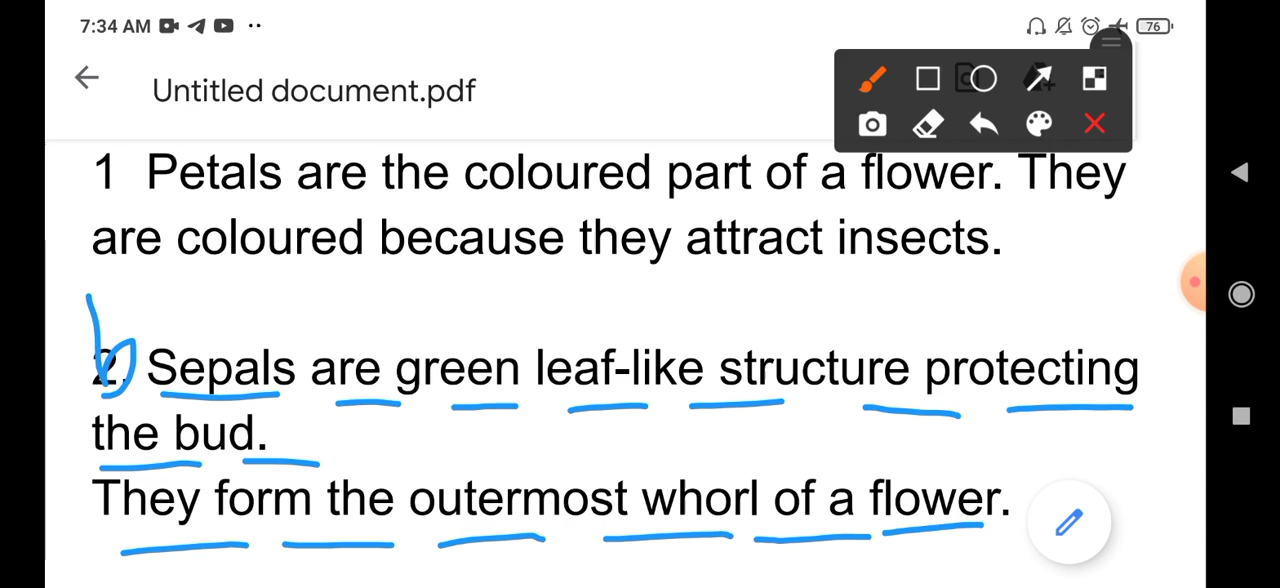 7:34 AM
76
Untitled document.pdf
1 Petals are the coloured part of a flower. They
are coloured because they attract insects.
b
2. Sepals are green leaf-like structure protecting
the bud.
They form the outermost whorl of a flower.